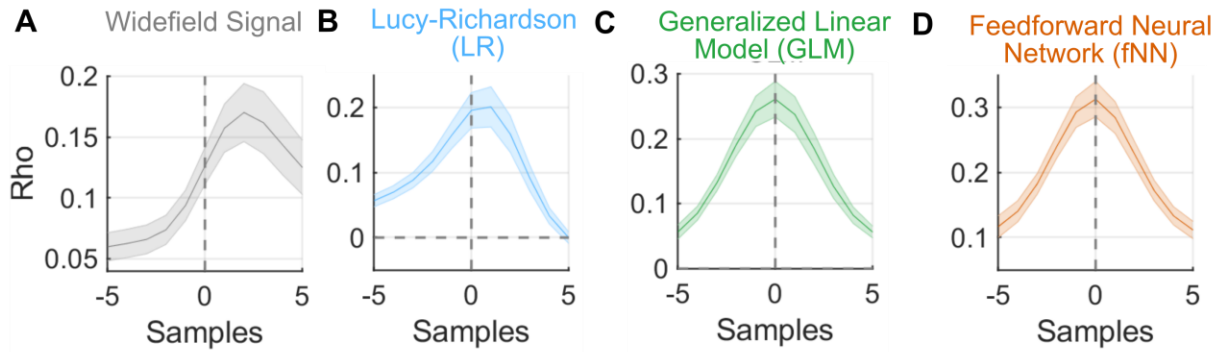 A
Widefield Signal
0.2
0.15
0.1
0.05
Rho
-5
0
5
Samples
B
Lucy-Richardson
(LR)
0.2
0.1
0
-5
0
5
Samples
C
Generalized Linear
Model (GLM)
0.3
0.2
0.1
0
-5
0
5
Samples
D
Feedforward Neural
Network (fNN)
0.3
0.2
0.1
-5
0
5
Samples